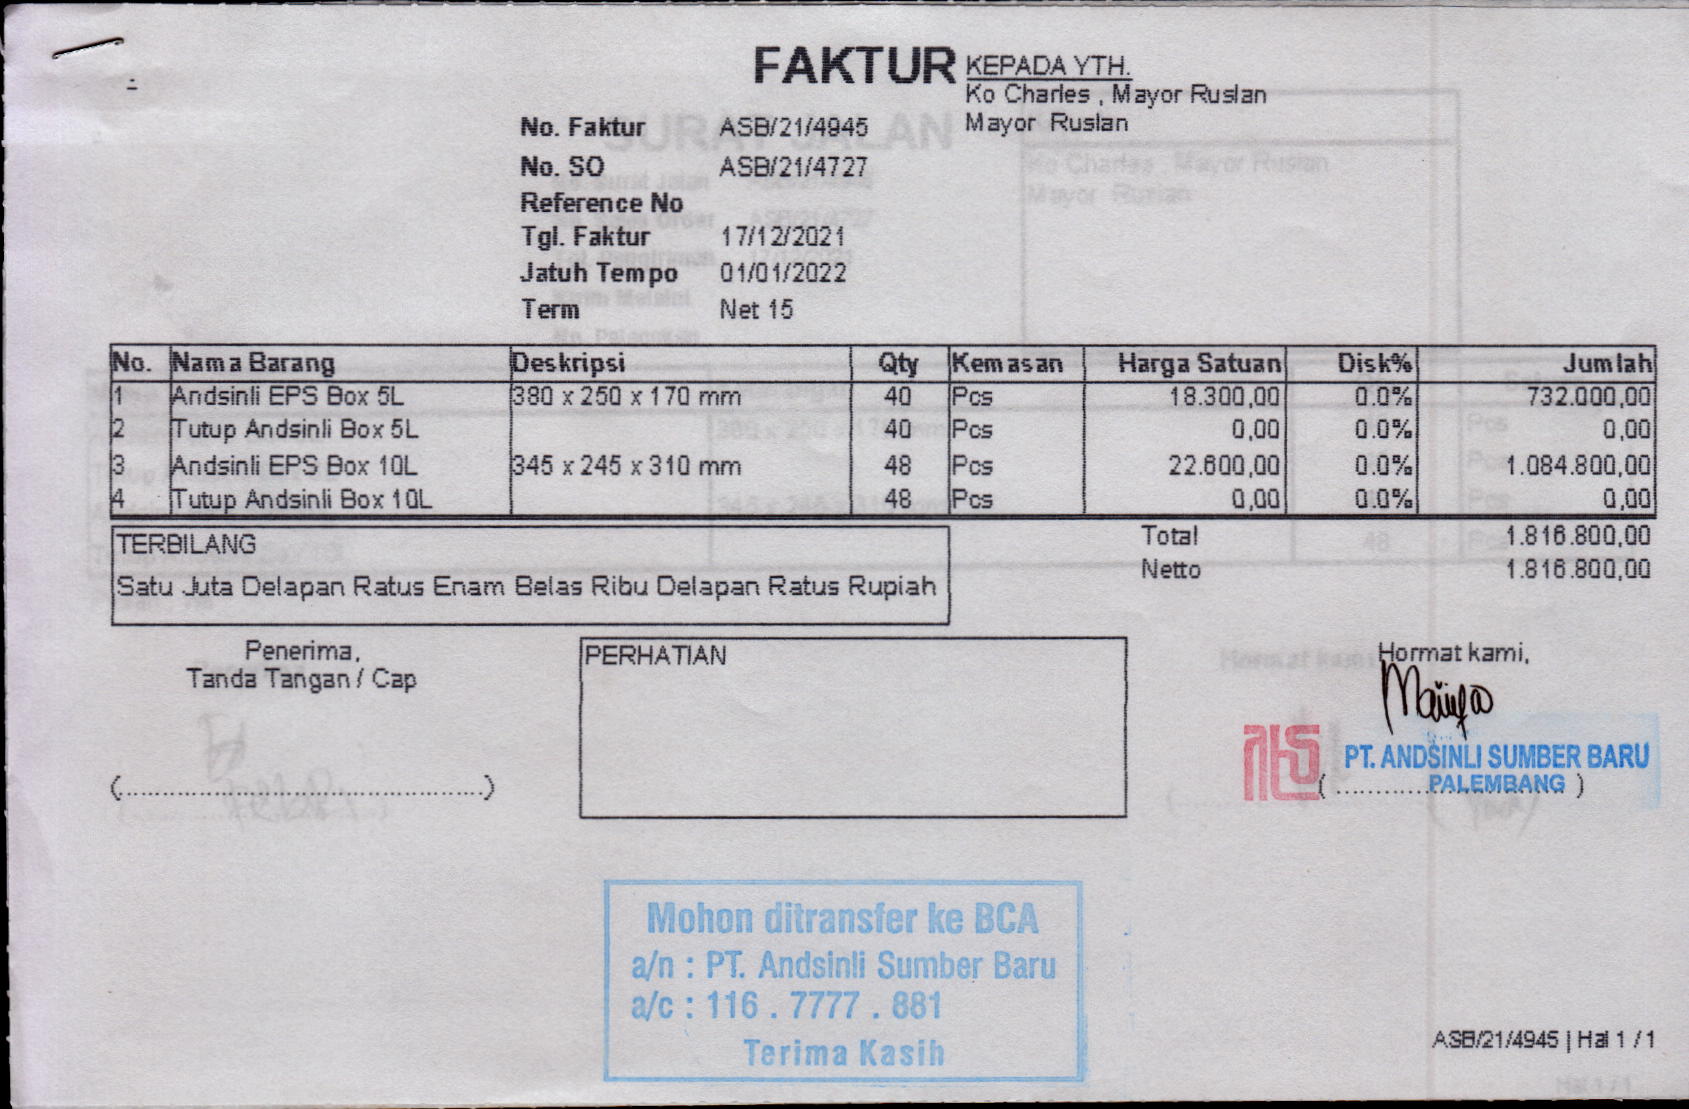 FAKTUR
KEPADA YTH.
Ko Charles , Mayor Ruslan
Mayor Ruslan
No. Faktur ASB/21/4945
No. SO ASB/21/4727
Reference No
Tgl. Faktur 17/12/2021
Jatuh Tempo 01/01/2022
Term Net 15
No. Nama Barang Deskripsi Qty Kemasan Harga Satuan Disk% Jumlah
1 Andsinli EPS Box 5L 380 x 250 x 170 mm 40 Pcs 18.300,00 0.0% 732.000,00
2 Tutup Andsinli Box 5L 40 Pcs 0,00 0.0% 0,00
3 Andsinli EPS Box 10L 345 x 245 x 310 mm 48 Pcs 22.600,00 0.0% 1.084.800,00
4 Tutup Andsinli Box 10L 48 Pcs 0,00 0.0% 0,00
TERBILANG
Satu Juta Delapan Ratus Enam Belas Ribu Delapan Ratus Rupiah
Total 1.816.800,00
Netto 1.816.800,00
Penerima,
Tanda Tangan / Cap
PERHATIAN
Hormat kami,
PT. ANDSINLI SUMBER BARU
PALEMBANG
Mohon ditransfer ke BCA
a/n : PT. Andsinli Sumber Baru
a/c : 116 . 7777 . 881
Terima Kasih
ASB/21/4945 | Hal 1 / 1